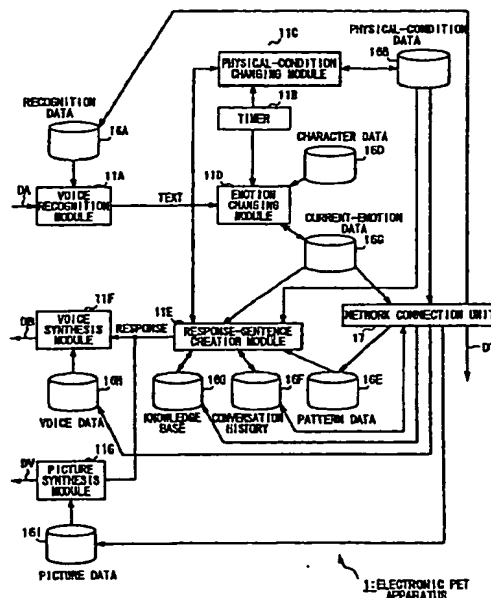 11C
PHYSICAL-CONDITION
CHANGING MODULE
PHYSICAL-CONDITION
DATA
16B
11B
TIMER
RECOGNITION
DATA
16A
CHARACTER DATA
16D
DA
11A
VOICE
RECOGNITION
MODULE
TEXT
11D
EMOTION
CHANGING
MODULE
CURRENT-EMOTION
DATA
16C
11F
VOICE
SYNTHESIS
MODULE
DB
RESPONSE
11E
RESPONSE-SENTENCE
CREATION MODULE
NETWORK CONNECTION UNIT
17
DT
16H
VOICE DATA
16G
KNOWLEDGE
BASE
16F
CONVERSATION
HISTORY
16E
PATTERN DATA
11G
DV
PICTURE
SYNTHESIS
MODULE
16I
PICTURE DATA
1:ELECTRONIC PET
APPARATUS